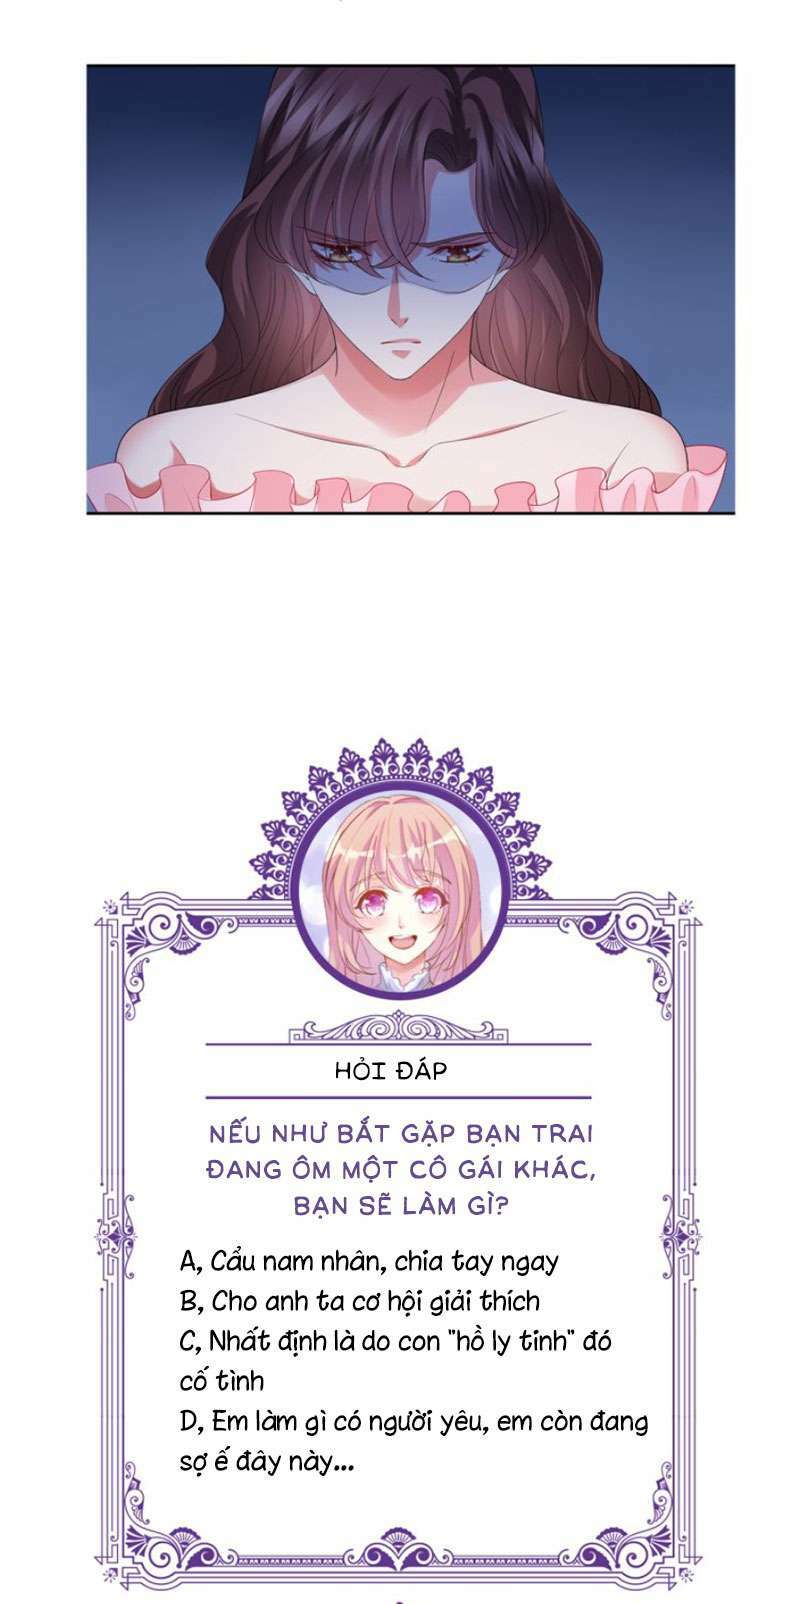 HỎI ĐÁP
NẾU NHƯ BẮT GẶP BẠN TRAI
ĐANG ÔM MỘT CÔ GÁI KHÁC,
BẠN SẼ LÀM GÌ?
A, Cẩu nam nhân, chia tay ngay
B, Cho anh ta cơ hội giải thích
C, Nhất định là do con "hồ ly tinh" đó
cố tình
D, Em làm gì có người yêu, em còn đang
sợ ế đây này...